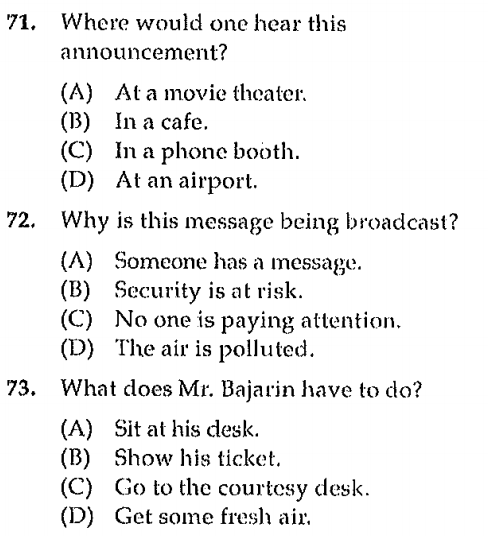 71. Where would one hear this
announcement?
(A) At a movie theater.
(B) In a cafe.
(C) In a phone booth.
(D) At an airport.
72. Why is this message being broadcast?
(A) Someone has a message.
(B) Security is at risk.
(C) No one is paying attention.
(D) The air is polluted.
73. What does Mr. Bajarin have to do?
(A) Sit at his desk.
(B) Show his ticket.
(C) Go to the courtesy desk.
(D) Get some fresh air.